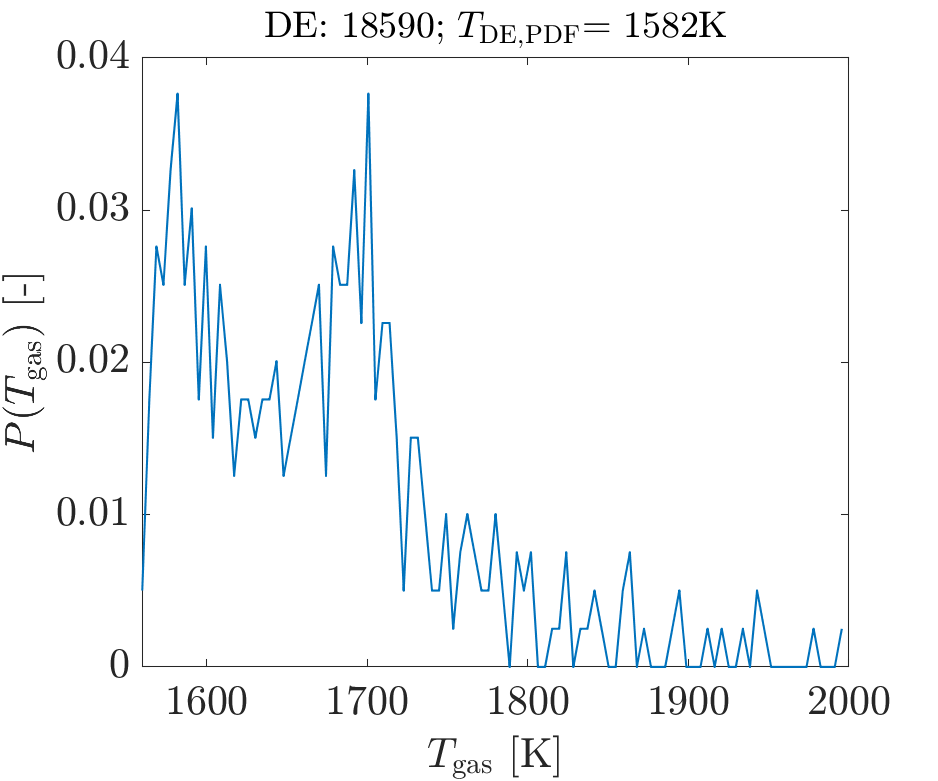 DE: 18590; T_DE,PDF= 1582K
0.04
0.03
0.02
0.01
0
P(T_gas) [-]
1600 1700 1800 1900 2000
T_gas [K]